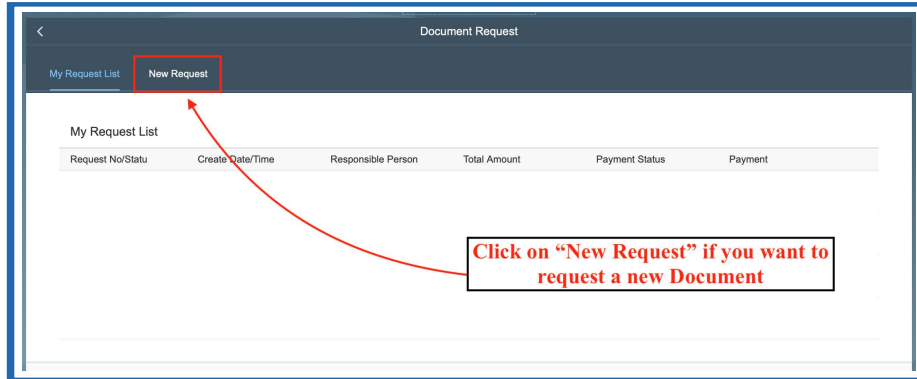 Document Request
My Request List New Request
My Request List
Request No/Statu Create Date/Time Responsible Person Total Amount Payment Status Payment
Click on “New Request” if you want to
request a new Document